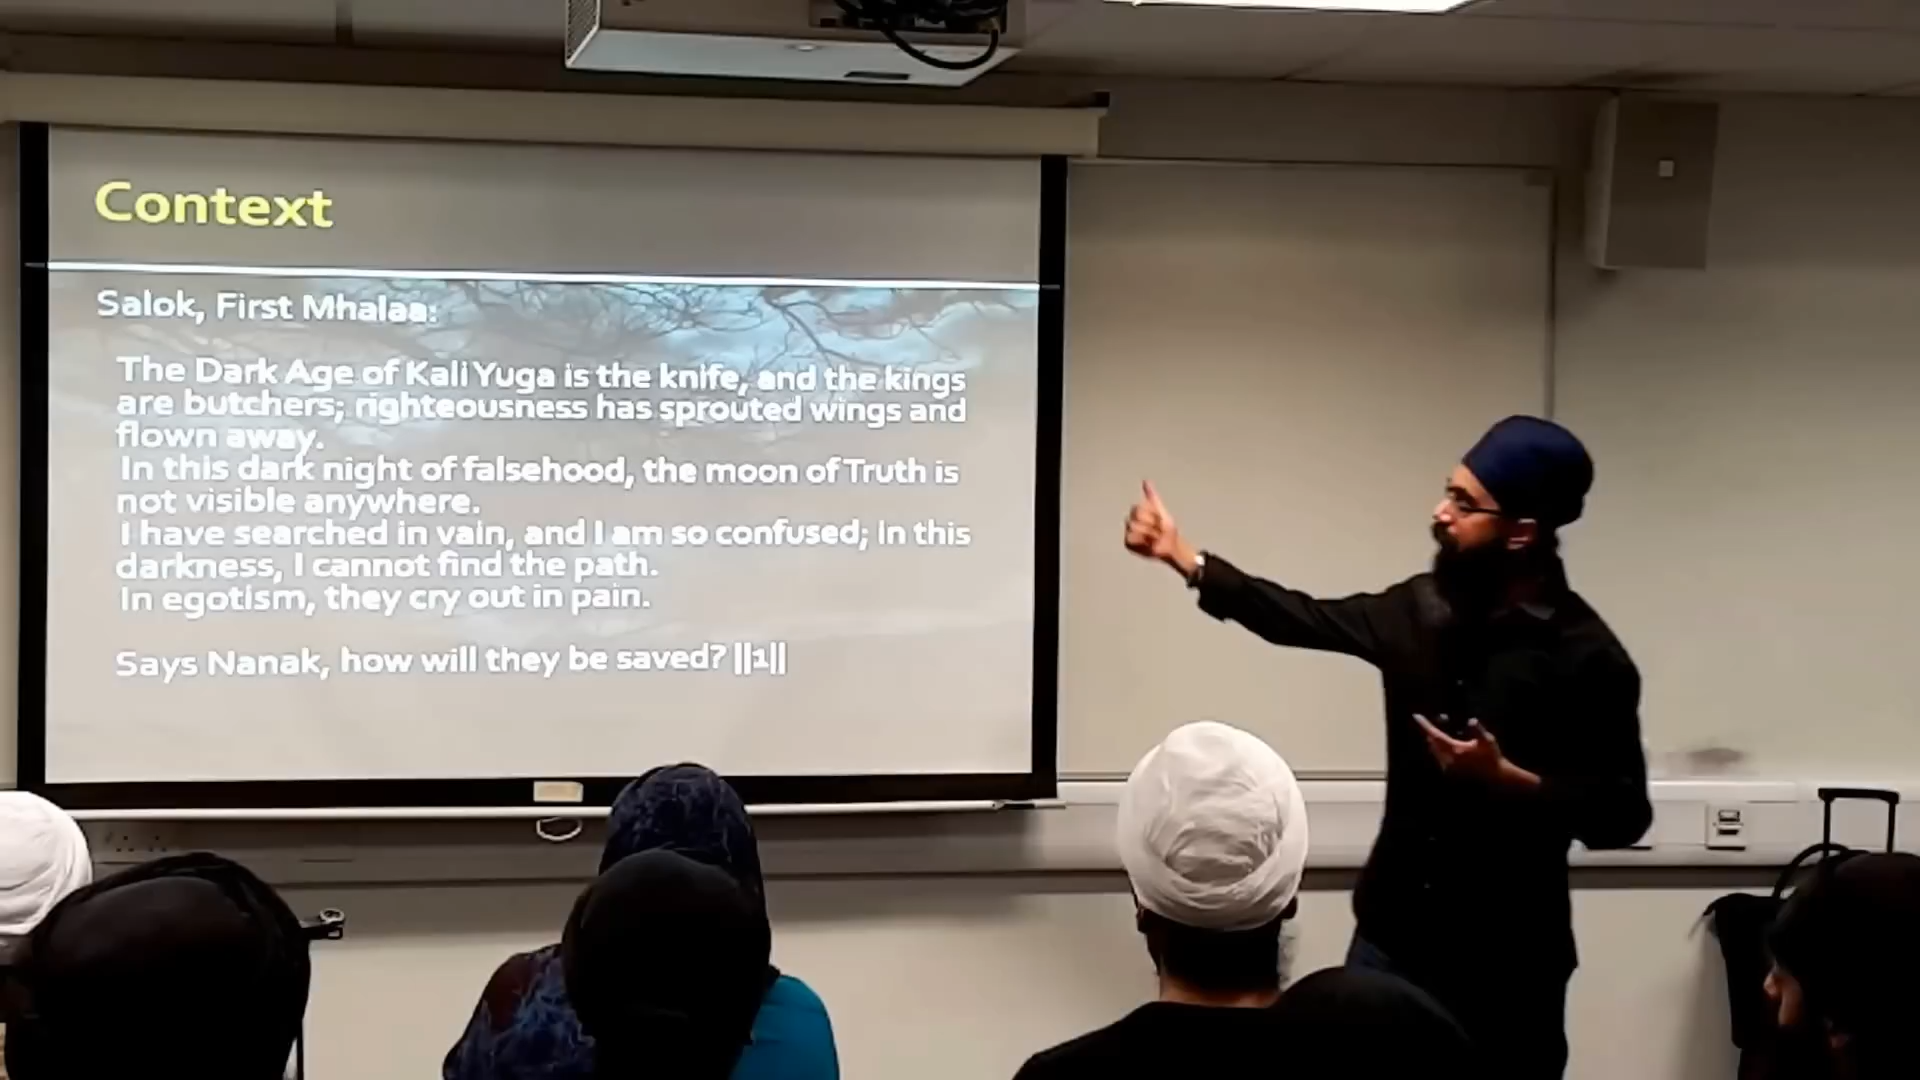 Context
Salok, First Mhalaa:
The Dark Age of Kali Yuga is the knife, and the kings
are butchers; righteousness has sprouted wings and
flown away.
In this dark night of falsehood, the moon of Truth is
not visible anywhere.
I have searched in vain, and I am so confused; in this
darkness, I cannot find the path.
In egotism, they cry out in pain.
Says Nanak, how will they be saved? ||1||